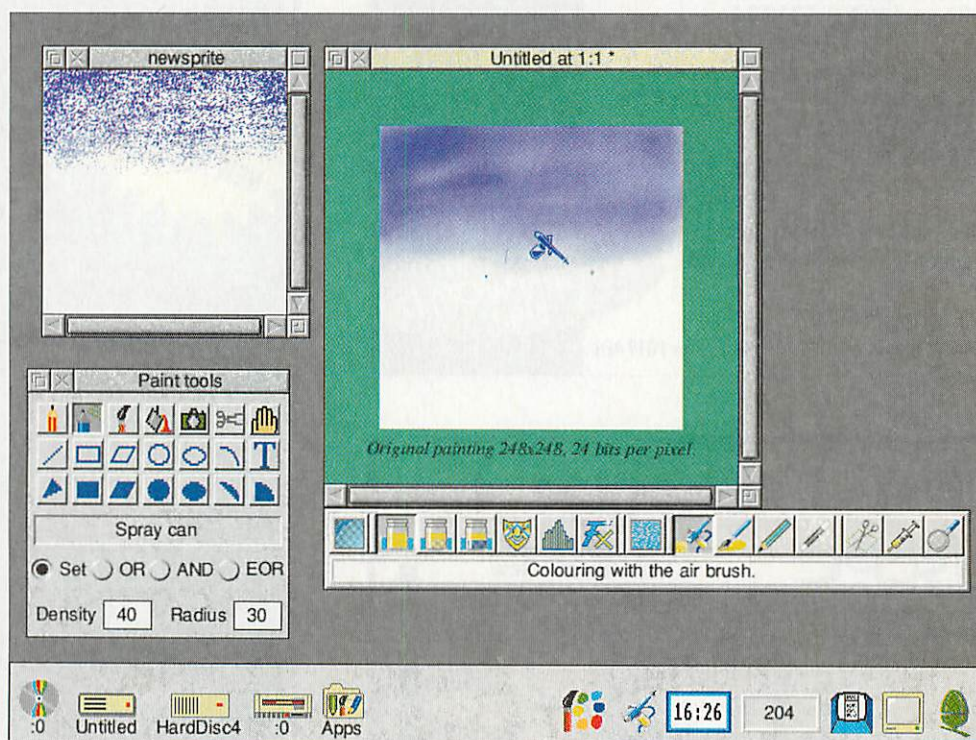 newsprite
Untitled at 1:1 *
Original painting 248x248, 24 bits per pixel.
Paint tools
Spray can
Set OR AND EOR
Density 40 Radius 30
Colouring with the air brush.
:0 Untitled HardDisc4 :0 Apps 16:26 204